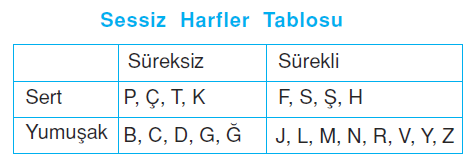 Sessiz Harfler Tablosu
Süreksiz Sürekli
Sert P, Ç, T, K F, S, Ş, H
Yumuşak B, C, D, G, Ğ J, L, M, N, R, V, Y, Z